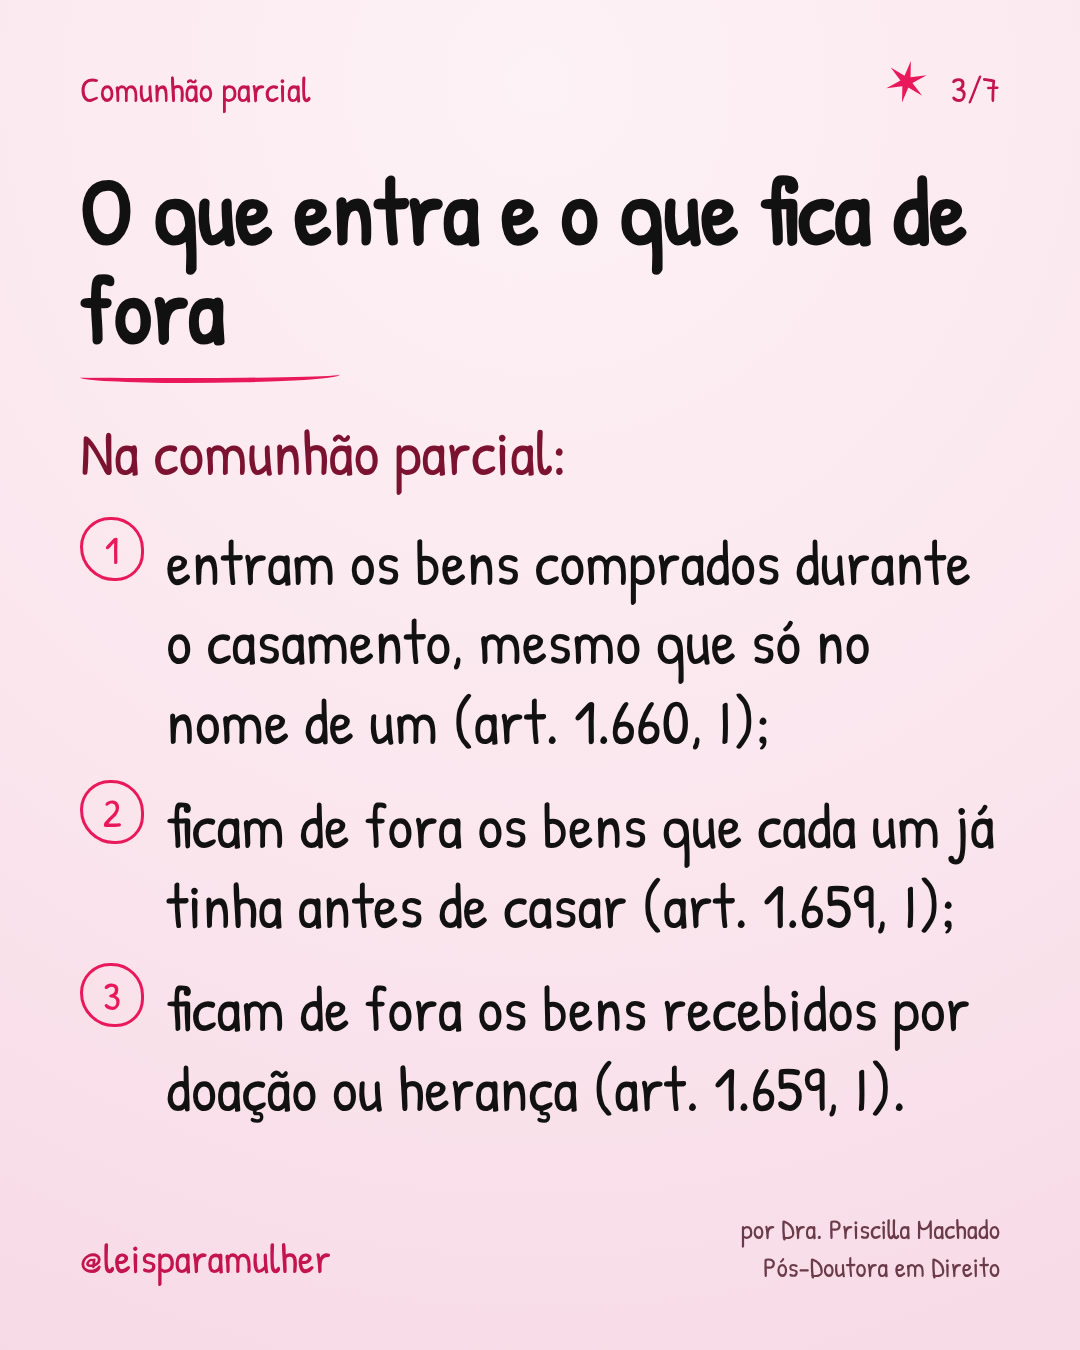 Comunhão parcial
3/7
O que entra e o que fica de
fora
Na comunhão parcial:
1
entram os bens comprados durante
o casamento, mesmo que só no
nome de um (art. 1.660, I);
2
ficam de fora os bens que cada um já
tinha antes de casar (art. 1.659, I);
3
ficam de fora os bens recebidos por
doação ou herança (art. 1.659, I).
@leisparamulher
por Dra. Priscilla Machado
Pós-Doutora em Direito